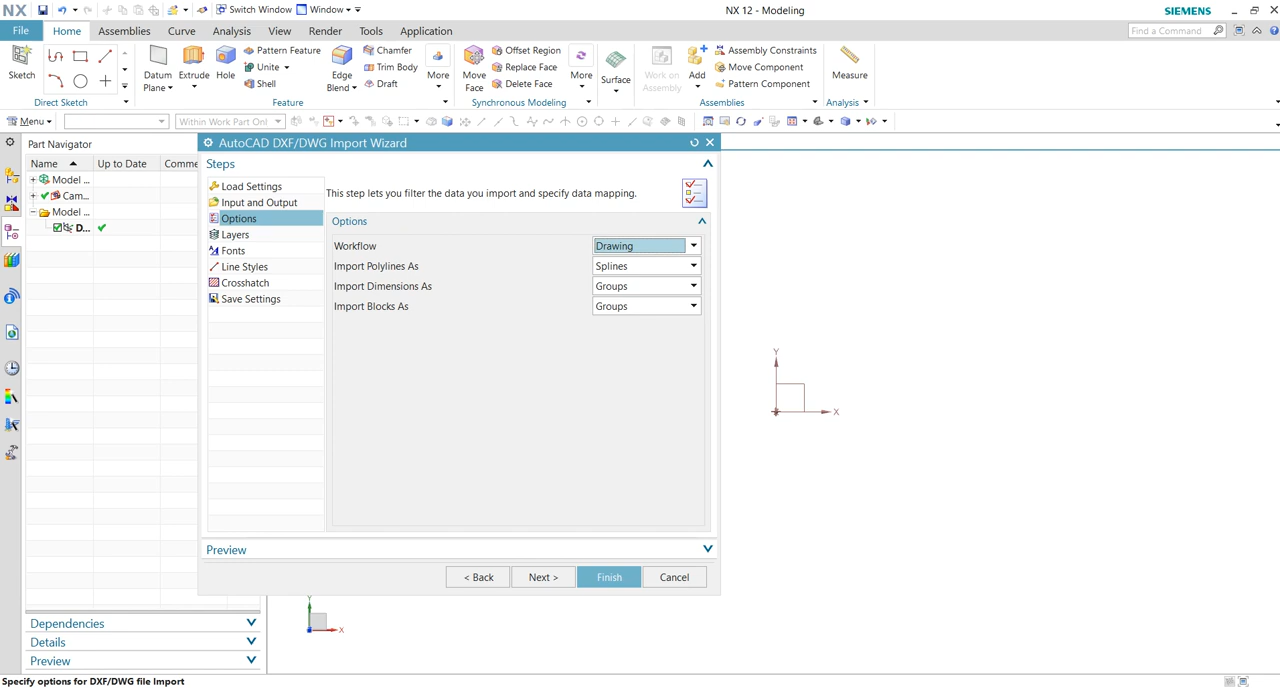 NX Switch Window Window NX 12 - Modeling SIEMENS
File Home Assemblies Curve Analysis View Render Tools Application Find a Command
Sketch
Direct Sketch
Datum Plane
Extrude
Hole
Pattern Feature
Unite
Shell
Edge Blend
Chamfer
Trim Body
Draft
More
Feature
Move Face
Offset Region
Replace Face
Delete Face
More
Synchronous Modeling
Surface
Work on Assembly
Add
Assembly Constraints
Move Component
Pattern Component
Assemblies
Measure
Analysis
Menu Within Work Part Onl
Part Navigator
Name Up to Date Comme
Model ...
Cam...
Model ...
D...
AutoCAD DXF/DWG Import Wizard
Steps
Load Settings
Input and Output
Options
Layers
Fonts
Line Styles
Crosshatch
Save Settings
This step lets you filter the data you import and specify data mapping.
Options
Workflow Drawing
Import Polylines As Splines
Import Dimensions As Groups
Import Blocks As Groups
Preview
< Back Next > Finish Cancel
Y
X
Y
X
Dependencies
Details
Preview
Specify options for DXF/DWG file Import